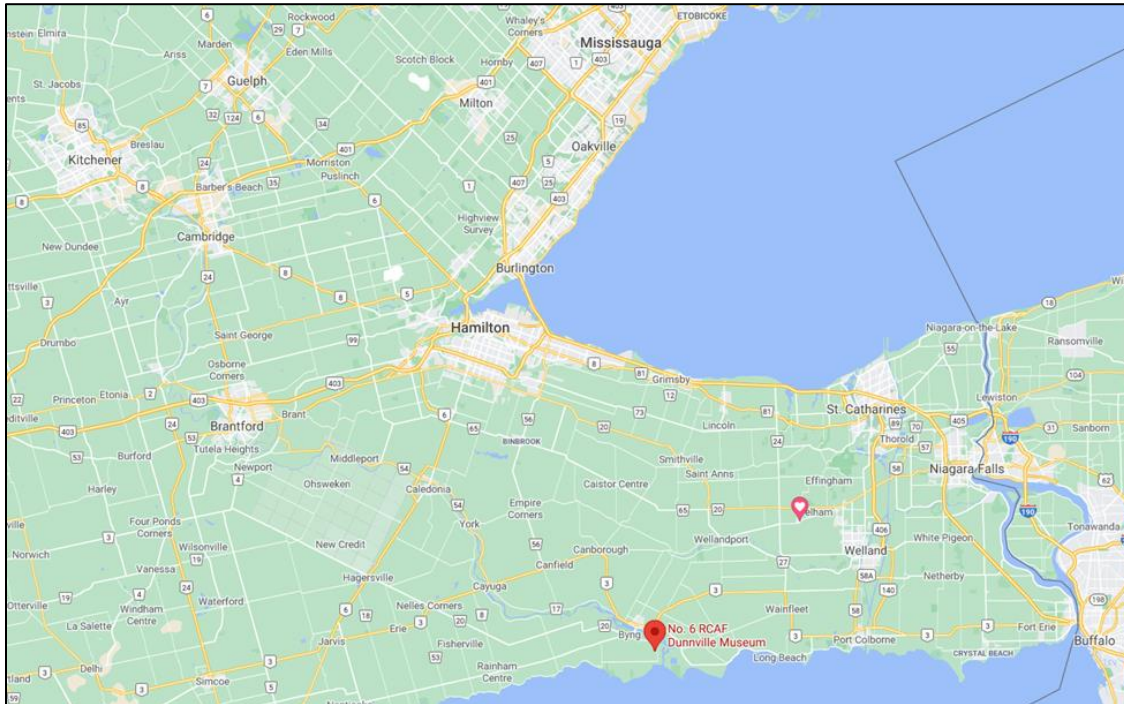 Rockwood
Whaley's
Corners
ETOBICOKE
Elmira
Marden
Ariss
Eden Mills
Scotch Block
Hornby
Mississauga
Guelph
St. Jacobs
Milton
Breslau
Kitchener
Oakville
Morriston
Puslinch
Barber's Beach
Highview
Survey
New Dundee
Cambridge
Burlington
Ayr
Hamilton
Niagara-on-the-Lake
Saint George
Ransomville
Drumbo
Osborne
Corners
Grimsby
Lewiston
Princeton
Etonia
Lincoln
St. Catharines
Sanborn
Brant
Brantford
BINBROOK
Thorold
Burford
Tutela Heights
Middleport
Smithville
Niagara Falls
Newport
Saint Anns
Effingham
Harley
Ohsweken
Caledonia
Caistor Centre
Empire
Corners
Four Ponds
Corners
York
Tonawanda
Norwich
Wilsonville
New Credit
Wellandport
Welland
White Pigeon
Canborough
Vanessa
Hagersville
Canfield
Cayuga
Netherby
Otterville
Windham
Centre
Waterford
Nelles Corners
Wainfleet
La Salette
Jarvis
Erie
Byng
No. 6 RCAF
Dunnville Museum
Port Colborne
Fort Erie
Buffalo
Fisherville
Long Beach
CRYSTAL BEACH
Delhi
Simcoe
Rainham
Centre